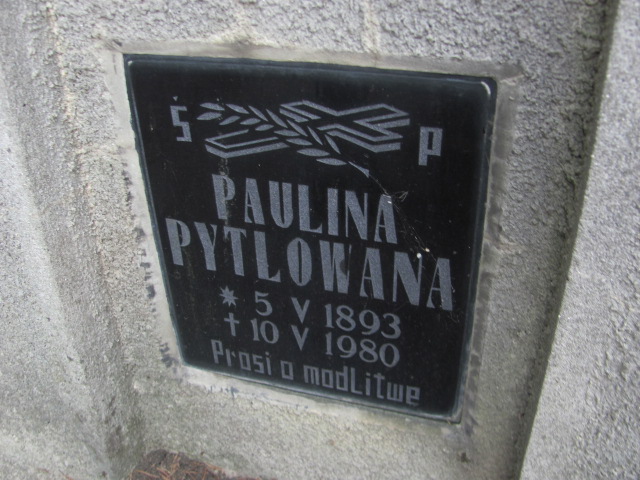 Ś P
PAULINA
PYTLOWANA
* 5 V 1893
† 10 V 1980
Prosi o modLitwe